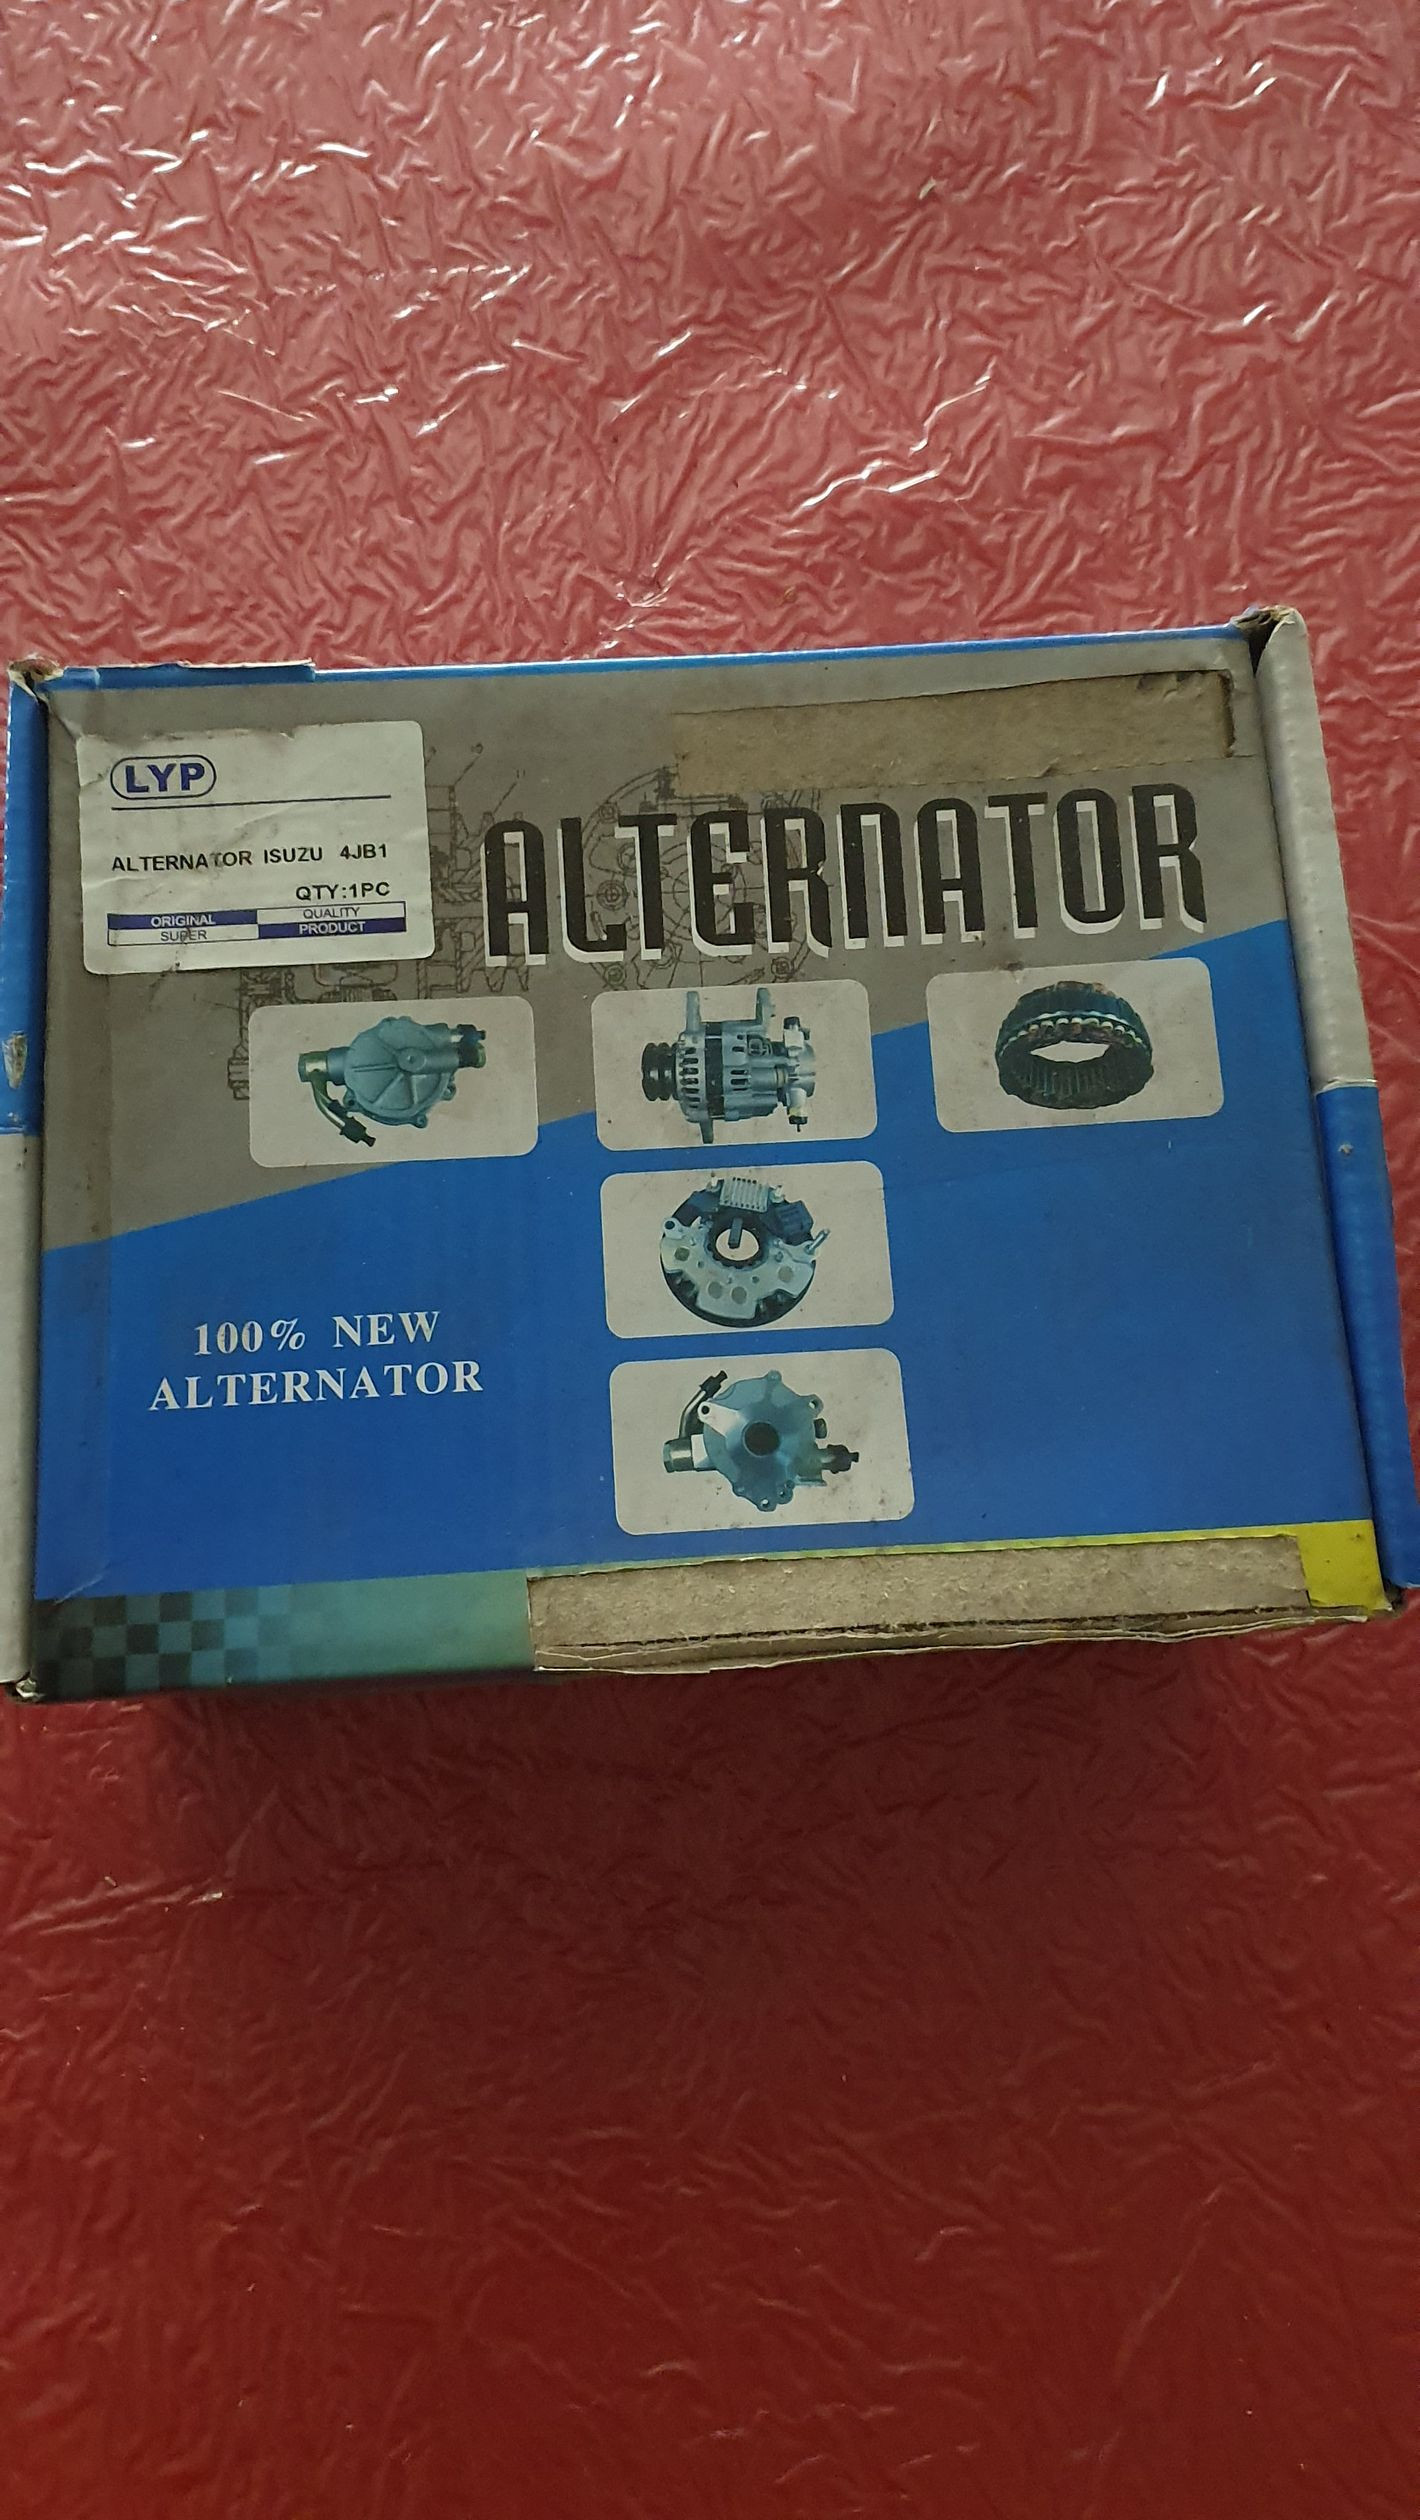 LYP
ALTERNATOR ISUZU 4JB1
QTY:1PC
ORIGINAL QUALITY
SUPER PRODUCT
ALTERNATOR
100% NEW
ALTERNATOR